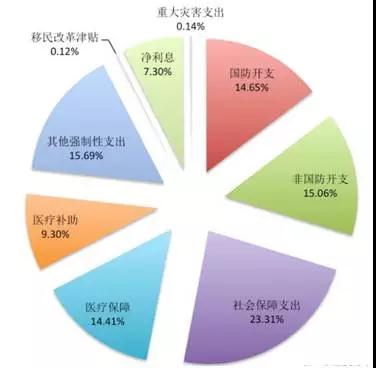 重大灾害支出
0.14%
移民改革津贴
0.12%
净利息
7.30%
国防开支
14.65%
其他强制性支出
15.69%
非国防开支
15.06%
医疗补助
9.30%
医疗保障
14.41%
社会保障支出
23.31%